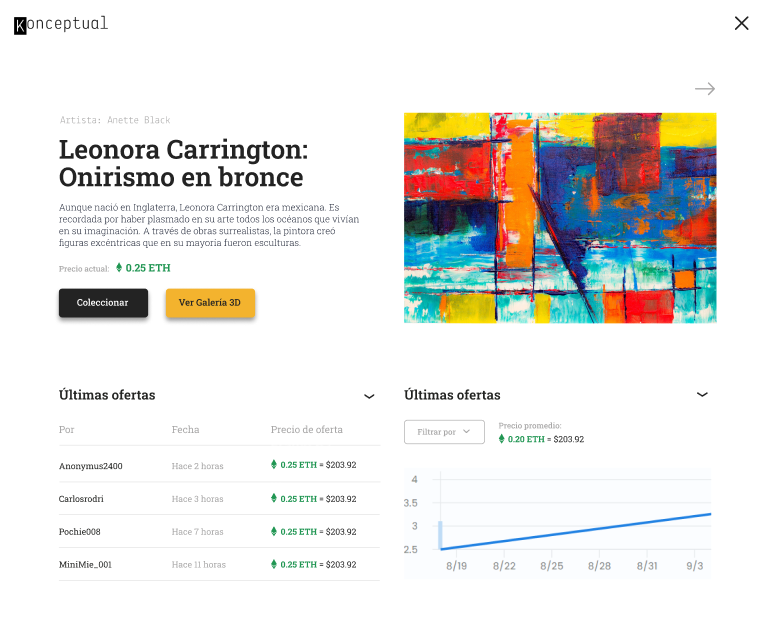 Konceptual
Artista: Anette Black
Leonora Carrington:
Onirismo en bronce
Aunque nació en Inglaterra, Leonora Carrington era mexicana. Es
recordada por haber plasmado en su arte todos los océanos que vivían
en su imaginación. A través de obras surrealistas, la pintora creó
figuras excéntricas que en su mayoría fueron esculturas.
Precio actual: 0.25 ETH
Coleccionar
Ver Galería 3D
Últimas ofertas
Por Fecha Precio de oferta
Anonymus2400 Hace 2 horas 0.25 ETH = $203.92
Carlosrodri Hace 3 horas 0.25 ETH = $203.92
Pochie008 Hace 7 horas 0.25 ETH = $203.92
MiniMie_001 Hace 11 horas 0.25 ETH = $203.92
Últimas ofertas
Filtrar por
Precio promedio:
0.20 ETH = $203.92
4
3.5
3
2.5
8/19 8/22 8/25 8/28 8/31 9/3